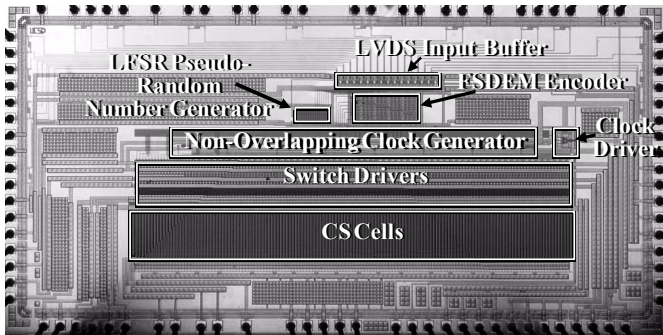 UCSD
LVDS Input Buffer
LFSR Pseudo-
Random
Number Generator
FSDEM Encoder
Clock
Driver
Non-Overlapping Clock Generator
Switch Drivers
CS Cells